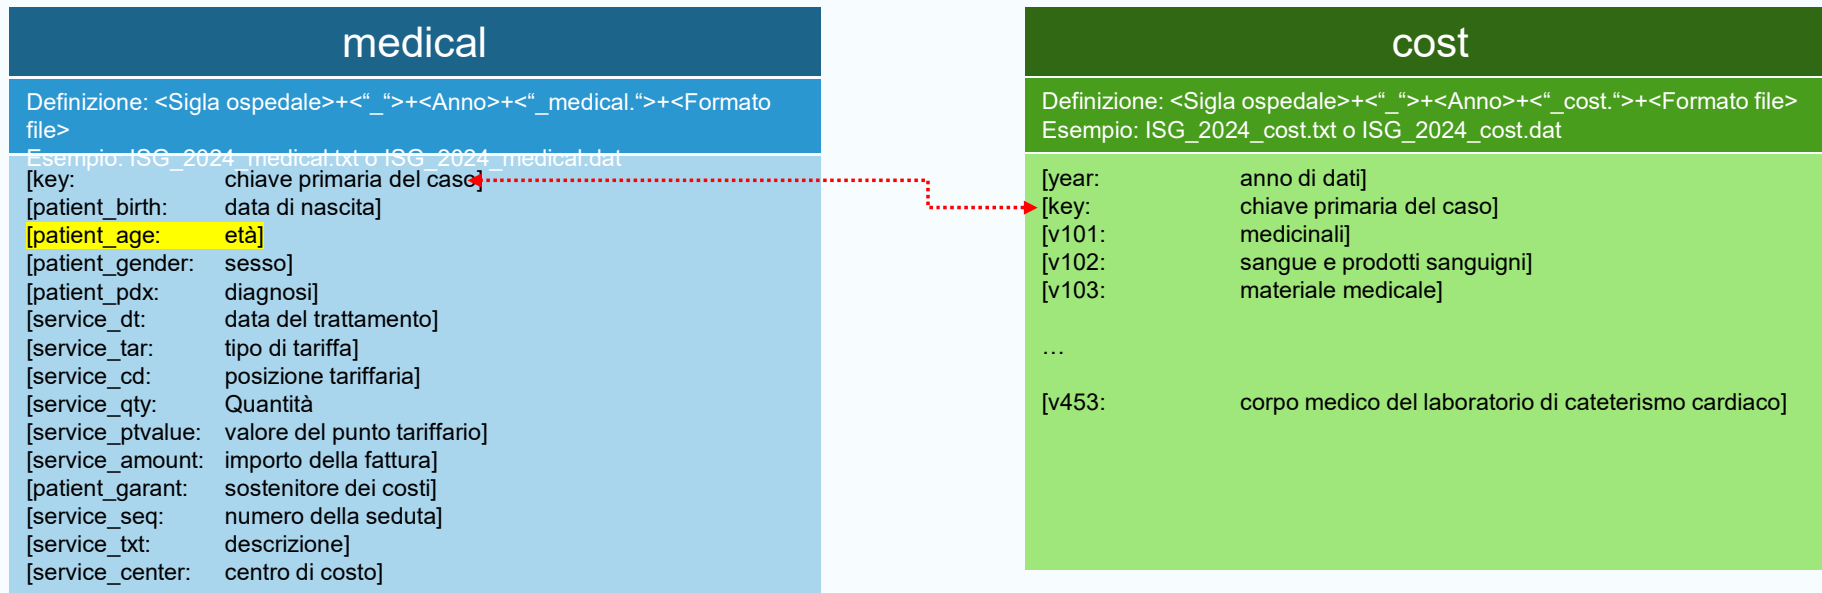 medical
Definizione: <Sigla ospedale>+<“_“>+<Anno>+<“_medical.“>+<Formato
file>
Esempio: ISG_2024_medical.txt o ISG_2024_medical.dat
[key: chiave primaria del caso]
[patient_birth: data di nascita]
[patient_age: età]
[patient_gender: sesso]
[patient_pdx: diagnosi]
[service_dt: data del trattamento]
[service_tar: tipo di tariffa]
[service_cd: posizione tariffaria]
[service_qty: Quantità
[service_ptvalue: valore del punto tariffario]
[service_amount: importo della fattura]
[patient_garant: sostenitore dei costi]
[service_seq: numero della seduta]
[service_txt: descrizione]
[service_center: centro di costo]
cost
Definizione: <Sigla ospedale>+<“_“>+<Anno>+<“_cost.“>+<Formato file>
Esempio: ISG_2024_cost.txt o ISG_2024_cost.dat
[year: anno di dati]
[key: chiave primaria del caso]
[v101: medicinali]
[v102: sangue e prodotti sanguigni]
[v103: materiale medicale]
…
[v453: corpo medico del laboratorio di cateterismo cardiaco]